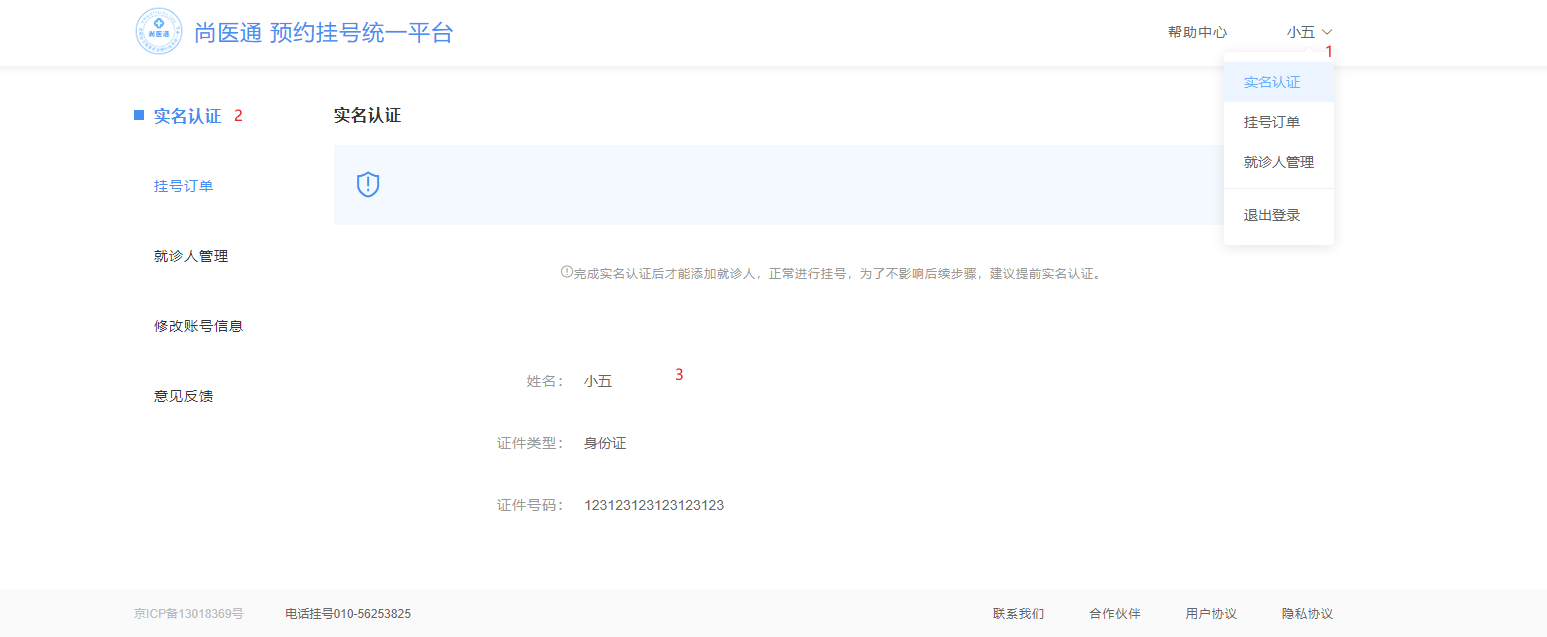 尚医通
尚医通 预约挂号统一平台
帮助中心
小五
1
实名认证
挂号订单
就诊人管理
退出登录
实名认证 2
挂号订单
就诊人管理
修改账号信息
意见反馈
实名认证
完成实名认证后才能添加就诊人，正常进行挂号，为了不影响后续步骤，建议提前实名认证。
姓名： 小五 3
证件类型： 身份证
证件号码： 123123123123123123
京ICP备13018369号 电话挂号010-56253825 联系我们 合作伙伴 用户协议 隐私协议